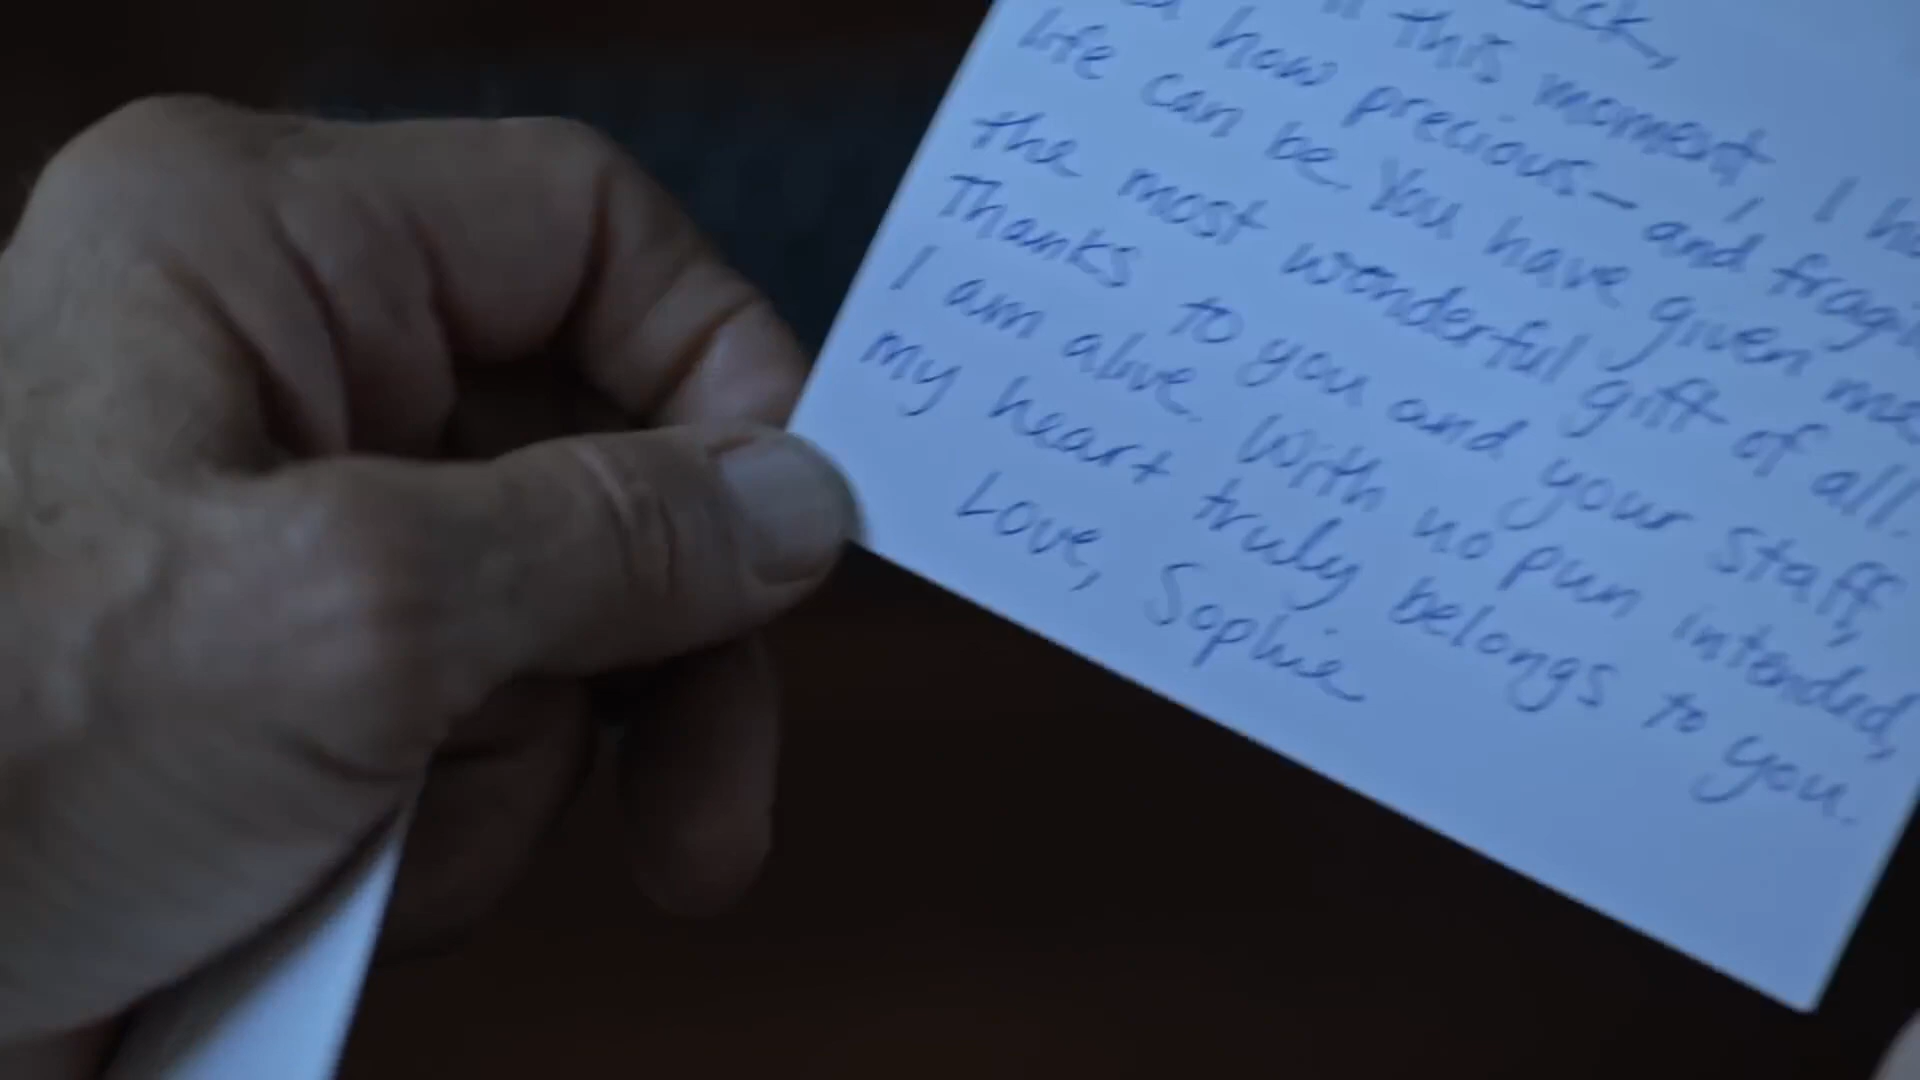 this moment, I
how precious— and
life can be. You have given me
the most wonderful gift of all.
Thanks to you and your staff,
I am alive. With no pun intended,
my heart truly belongs to you.
Love, Sophie